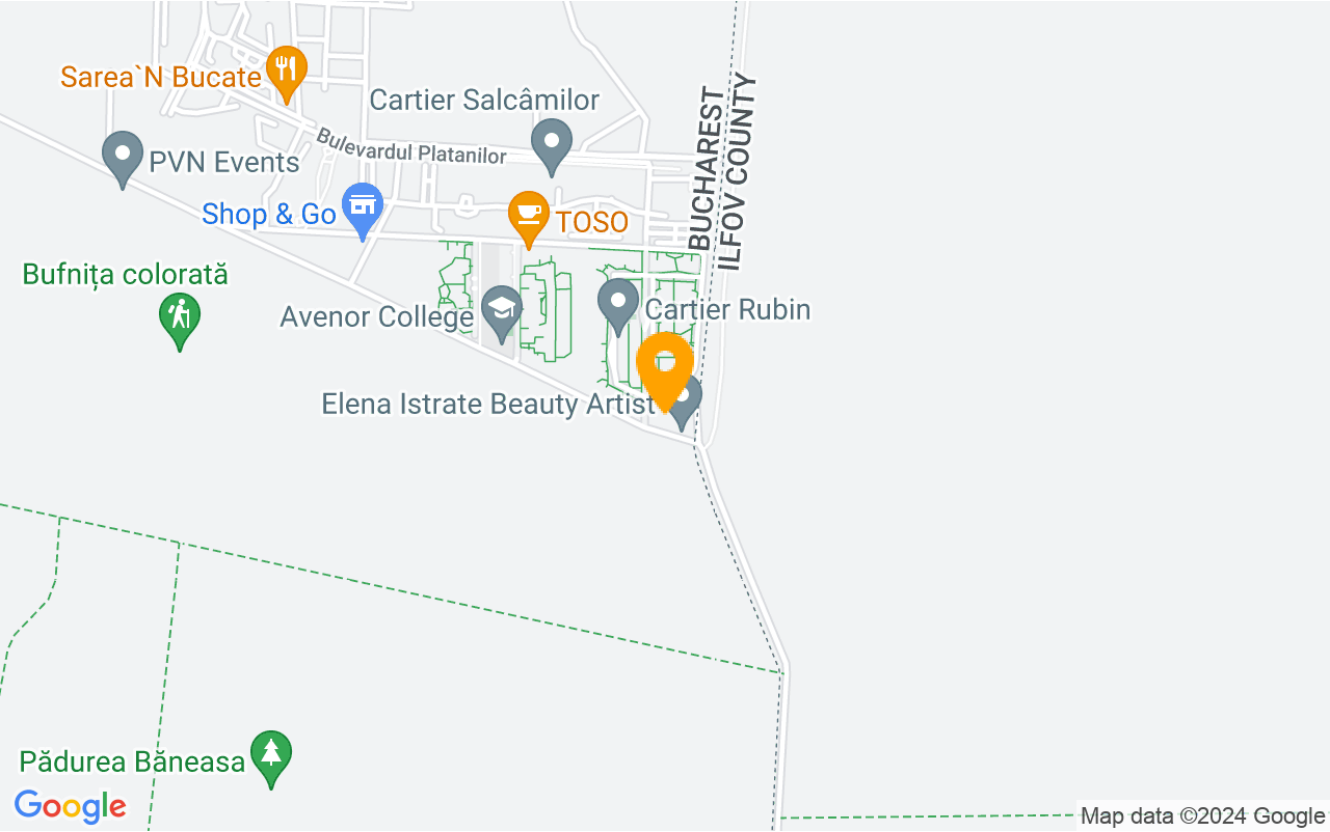 Sarea`N Bucate
Cartier Salcâmilor
BUCHAREST
ILFOV COUNTY
Bulevardul Platanilor
PVN Events
Shop & Go
TOSO
Bufnița colorată
Avenor College
Cartier Rubin
Elena Istrate Beauty Artist
Pădurea Băneasa
Google
Map data ©2024 Google